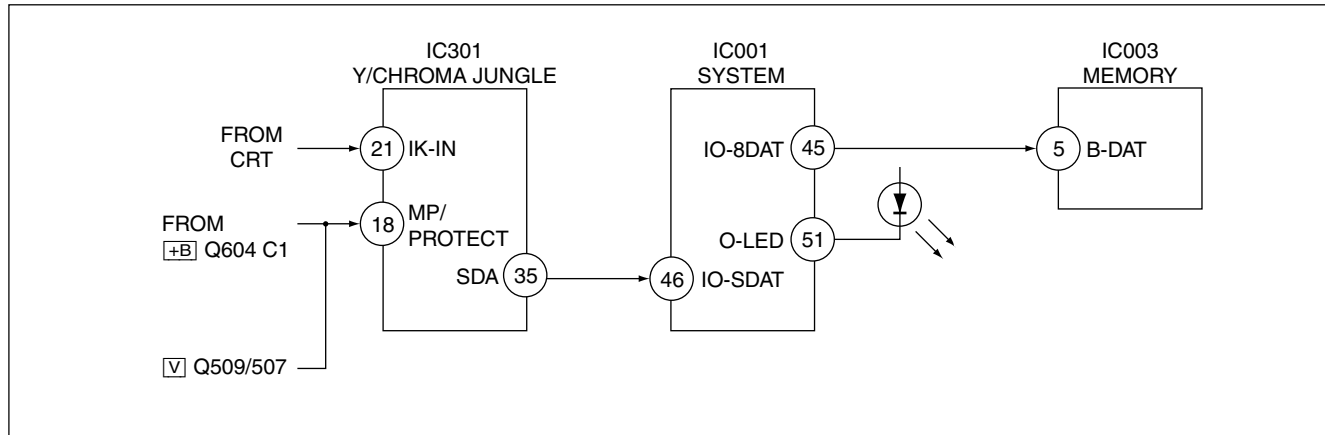 IC301
Y/CHROMA JUNGLE
IC001
SYSTEM
IC003
MEMORY
FROM
CRT
21 IK-IN
IO-8DAT 45
5 B-DAT
FROM
+B Q604 C1
18 MP/
PROTECT
O-LED 51
SDA 35
46 IO-SDAT
V Q509/507